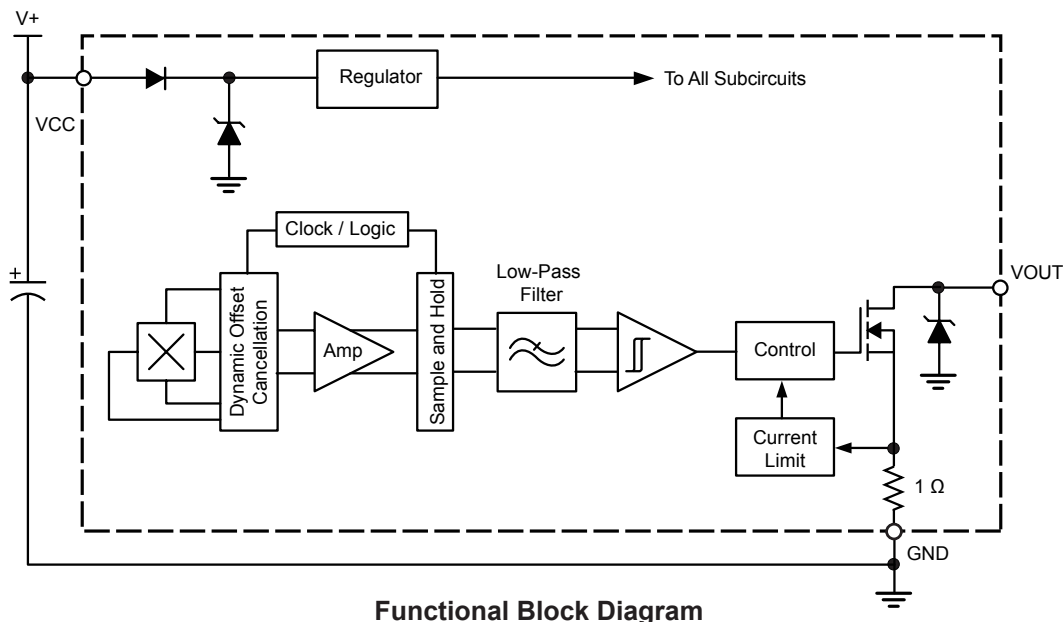 V+
VCC
Regulator
To All Subcircuits
Clock / Logic
Dynamic Offset
Cancellation
Amp
Sample and Hold
Low-Pass
Filter
Control
Current
Limit
VOUT
1 Ω
GND
+
Functional Block Diagram